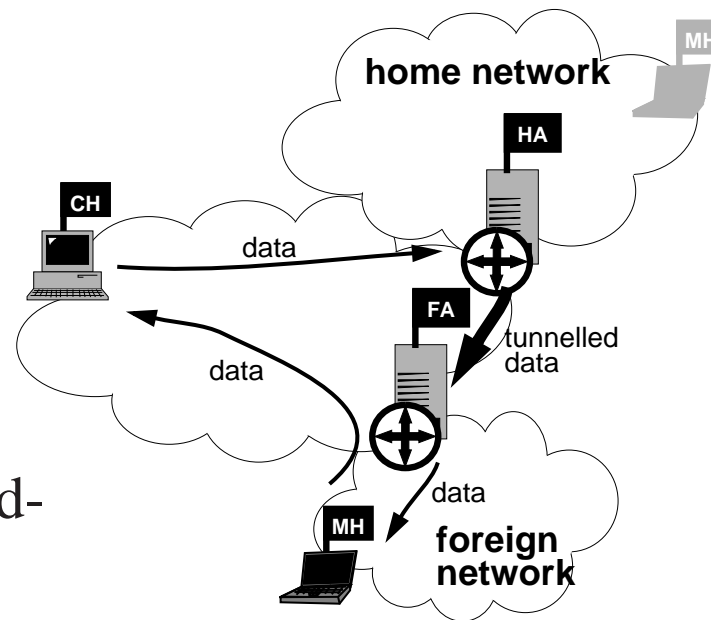 MH
home network
HA
CH
data
FA
tunnelled
data
data
d-
data
MH
foreign
network